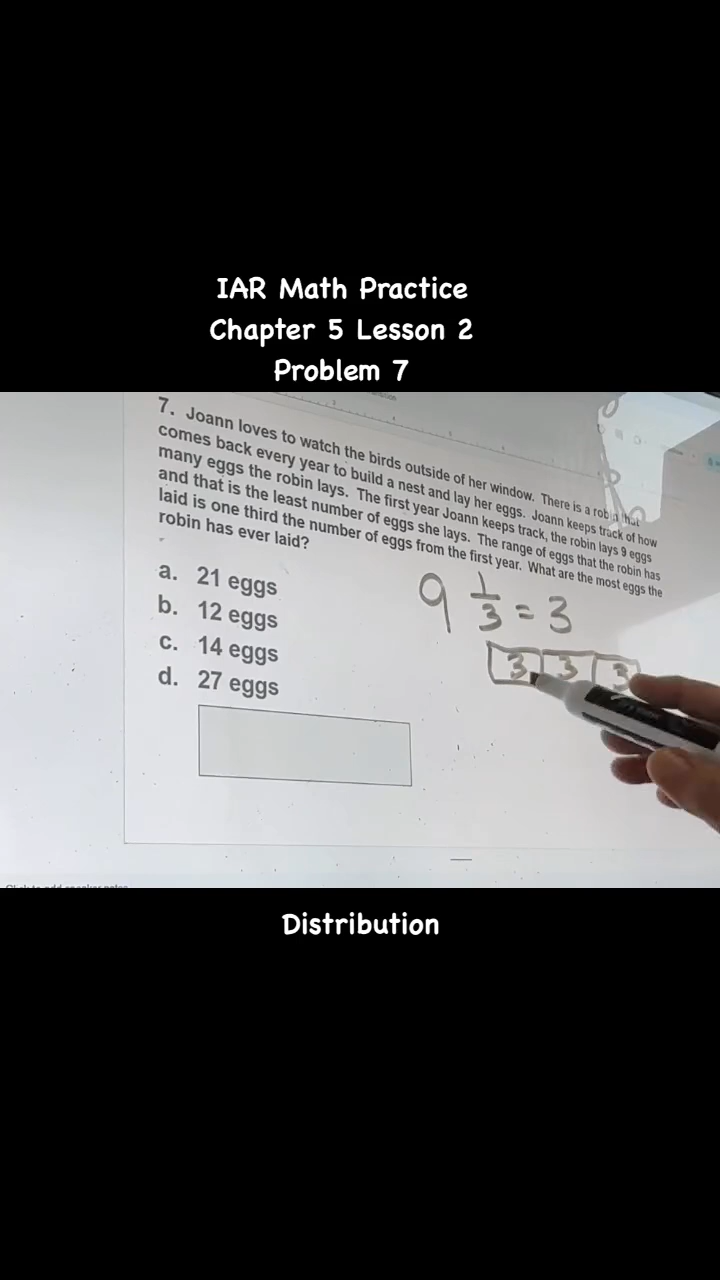 IAR Math Practice
Chapter 5 Lesson 2
Problem 7
7. Joann loves to watch the birds outside of her window. There is a robin that
comes back every year to build a nest and lay her eggs. Joann keeps track of how
many eggs the robin lays. The first year Joann keeps track, the robin lays 9 eggs
and that is the least number of eggs she lays. The range of eggs that the robin has
laid is one third the number of eggs from the first year. What are the most eggs the
robin has ever laid?
a. 21 eggs
b. 12 eggs
c. 14 eggs
d. 27 eggs
9 1/3 = 3
3 3 3
Distribution